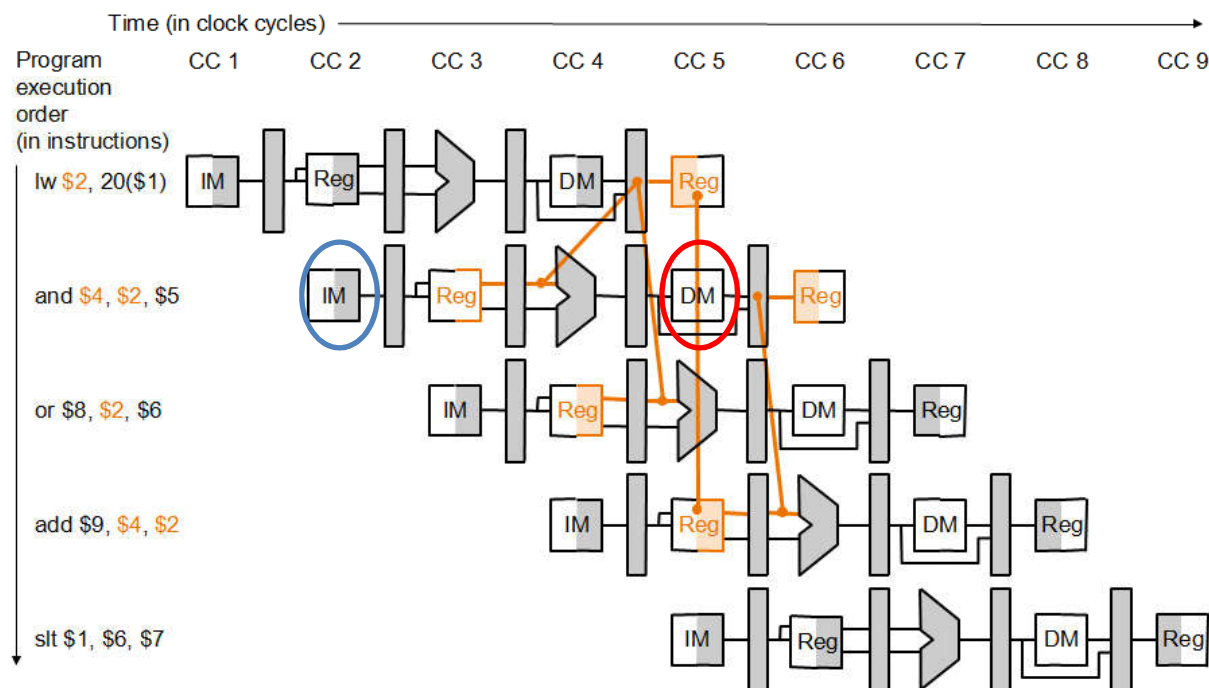 Time (in clock cycles)
Program execution order (in instructions)
CC 1 CC 2 CC 3 CC 4 CC 5 CC 6 CC 7 CC 8 CC 9
lw $2, 20($1) IM Reg DM Reg
and $4, $2, $5 IM Reg DM Reg
or $8, $2, $6 IM Reg DM Reg
add $9, $4, $2 IM Reg DM Reg
slt $1, $6, $7 IM Reg DM Reg